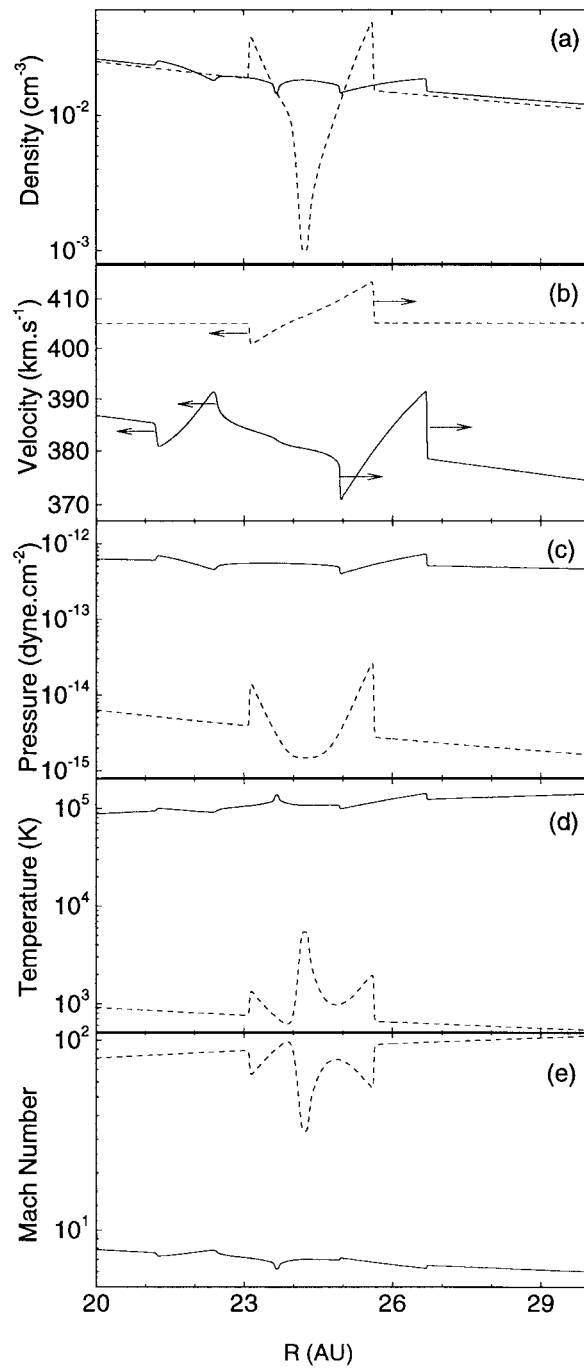 (a)
Density (cm-3)
10-2
10-3
(b)
Velocity (km.s-1)
410
400
390
380
370
(c)
Pressure (dyne.cm-2)
10-12
10-13
10-14
10-15
(d)
Temperature (K)
105
104
103
(e)
Mach Number
102
101
20
23
26
29
R (AU)